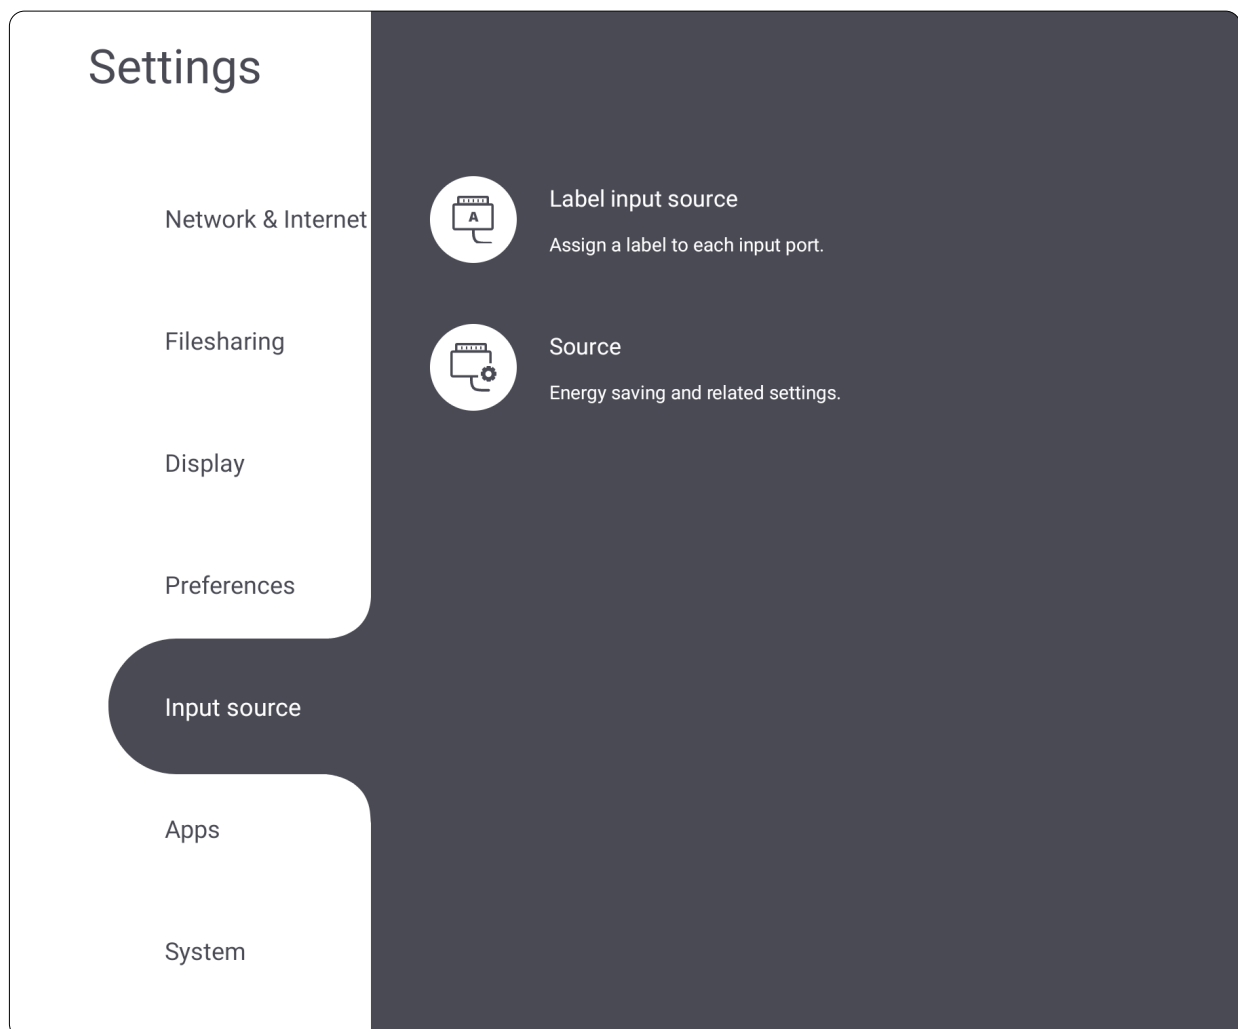 Settings
Network & Internet
Filesharing
Display
Preferences
Input source
Apps
System
A
Label input source
Assign a label to each input port.
Source
Energy saving and related settings.